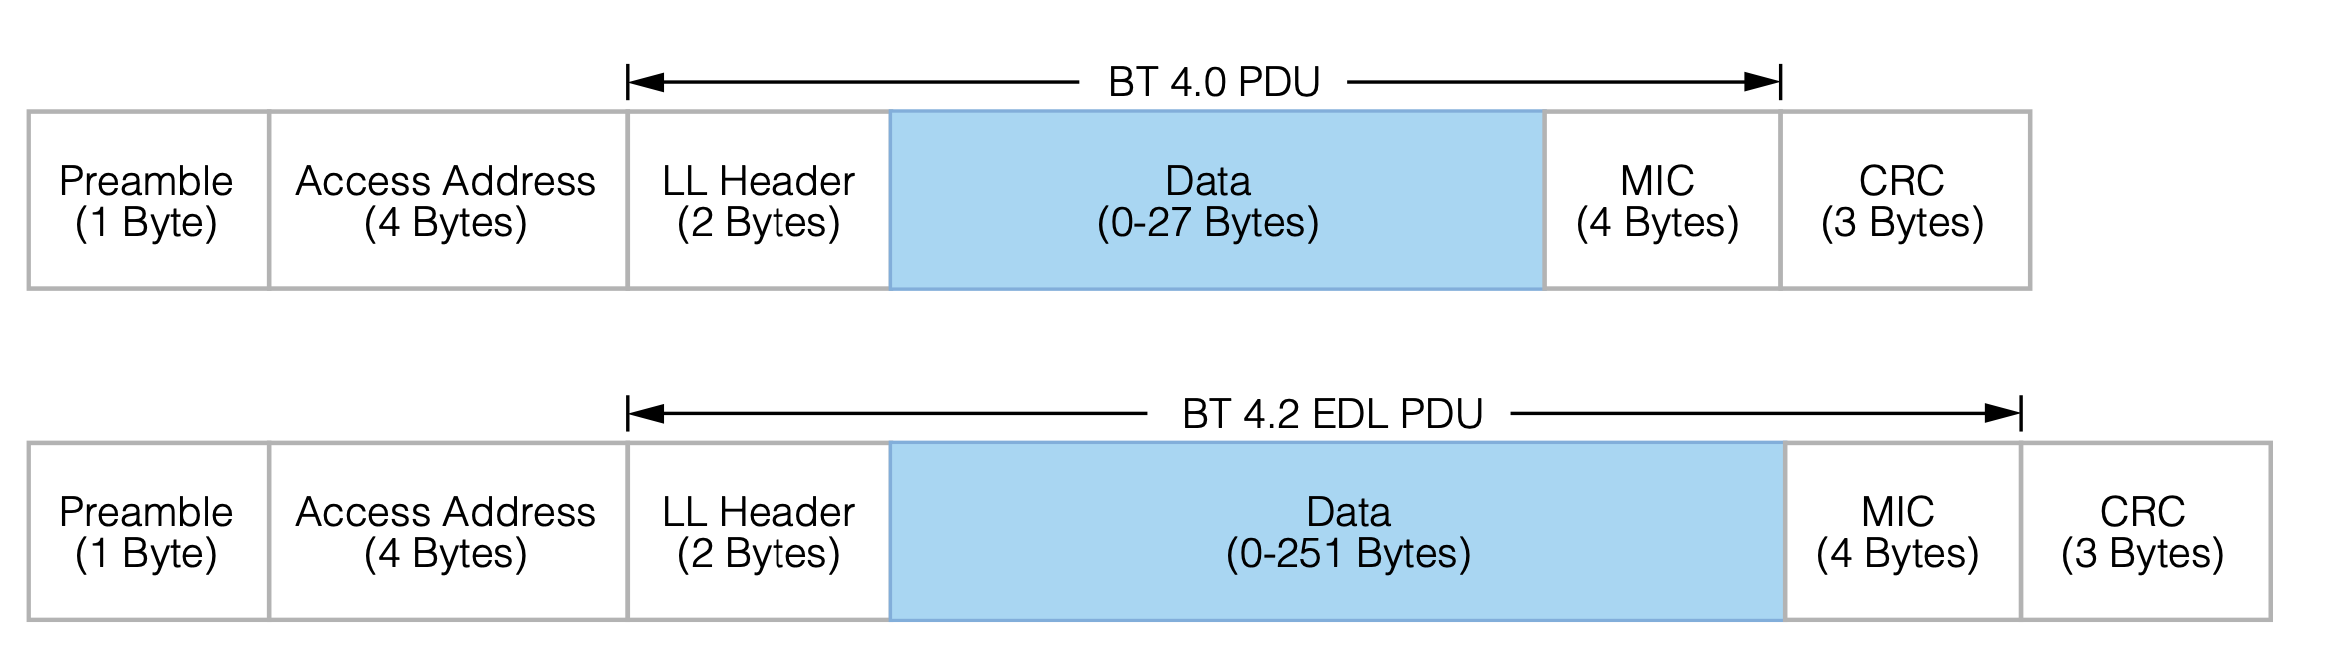 BT 4.0 PDU
Preamble
(1 Byte)
Access Address
(4 Bytes)
LL Header
(2 Bytes)
Data
(0-27 Bytes)
MIC
(4 Bytes)
CRC
(3 Bytes)
BT 4.2 EDL PDU
Preamble
(1 Byte)
Access Address
(4 Bytes)
LL Header
(2 Bytes)
Data
(0-251 Bytes)
MIC
(4 Bytes)
CRC
(3 Bytes)